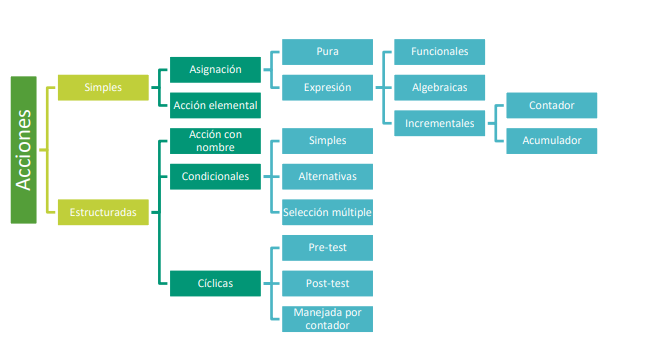 Acciones
Simples
Asignación
Pura
Expresión
Funcionales
Algebraicas
Incrementales
Contador
Acumulador
Acción elemental
Estructuradas
Acción con
nombre
Condicionales
Simples
Alternativas
Selección múltiple
Cíclicas
Pre-test
Post-test
Manejada por
contador